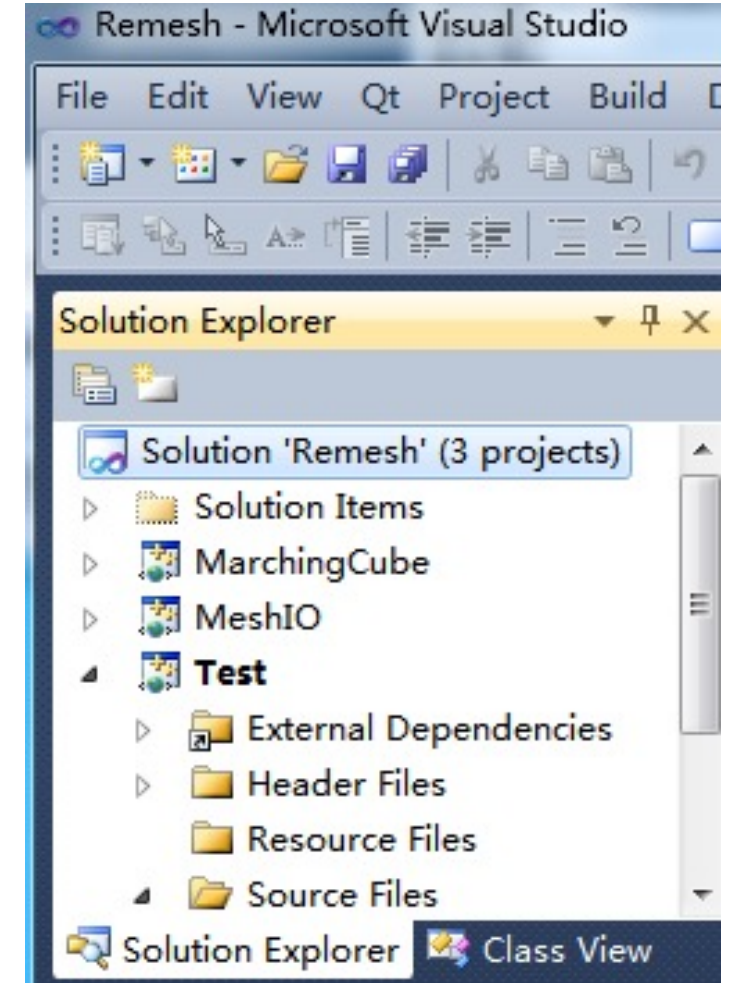 Remesh - Microsoft Visual Studio
File Edit View Qt Project Build
Solution Explorer
Solution 'Remesh' (3 projects)
Solution Items
MarchingCube
MeshIO
Test
External Dependencies
Header Files
Resource Files
Source Files
Solution Explorer Class View